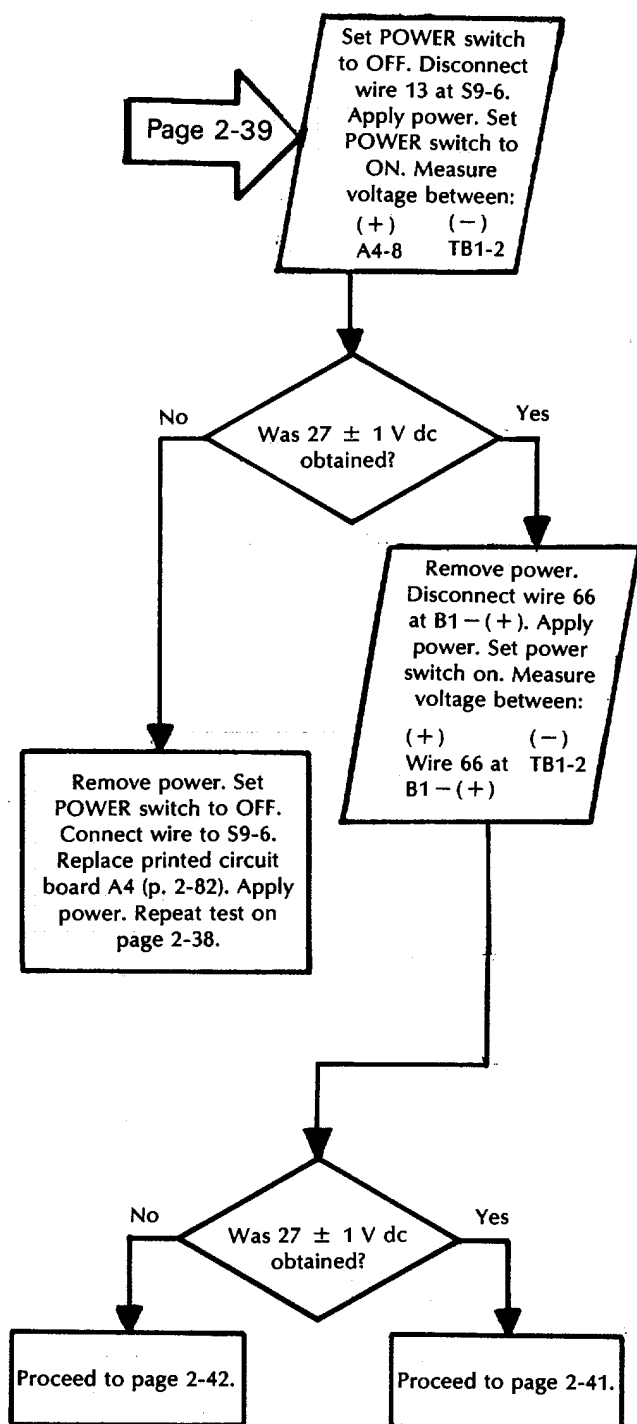 Page 2-39
Set POWER switch
to OFF. Disconnect
wire 13 at S9-6.
Apply power. Set
POWER switch to
ON. Measure
voltage between:
(+) (−)
A4-8 TB1-2
No
Yes
Was 27 ± 1 V dc
obtained?
Remove power.
Disconnect wire 66
at B1−(+). Apply
power. Set power
switch on. Measure
voltage between:
(+) (−)
Wire 66 at TB1-2
B1−(+)
Remove power. Set
POWER switch to OFF.
Connect wire to S9-6.
Replace printed circuit
board A4 (p. 2-82). Apply
power. Repeat test on
page 2-38.
No
Yes
Was 27 ± 1 V dc
obtained?
Proceed to page 2-42.
Proceed to page 2-41.